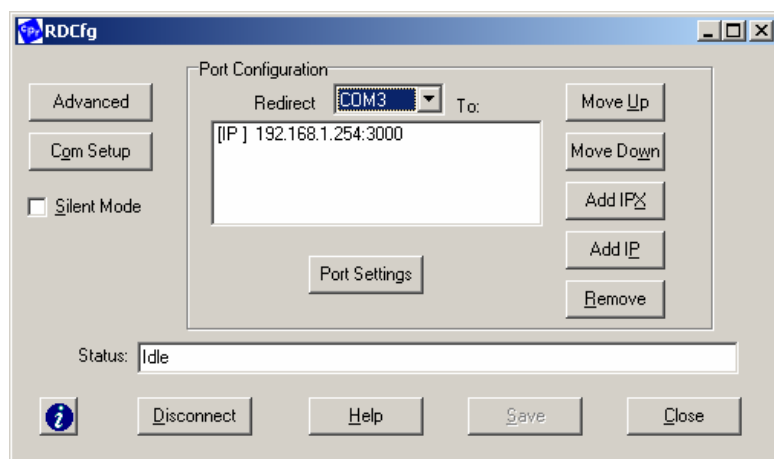 CPr RDCfg
Port Configuration
Advanced
Redirect COM3 To:
Move Up
Com Setup
[IP ] 192.168.1.254:3000
Move Down
Silent Mode
Add IPX
Add IP
Port Settings
Remove
Status: Idle
i Disconnect Help Save Close